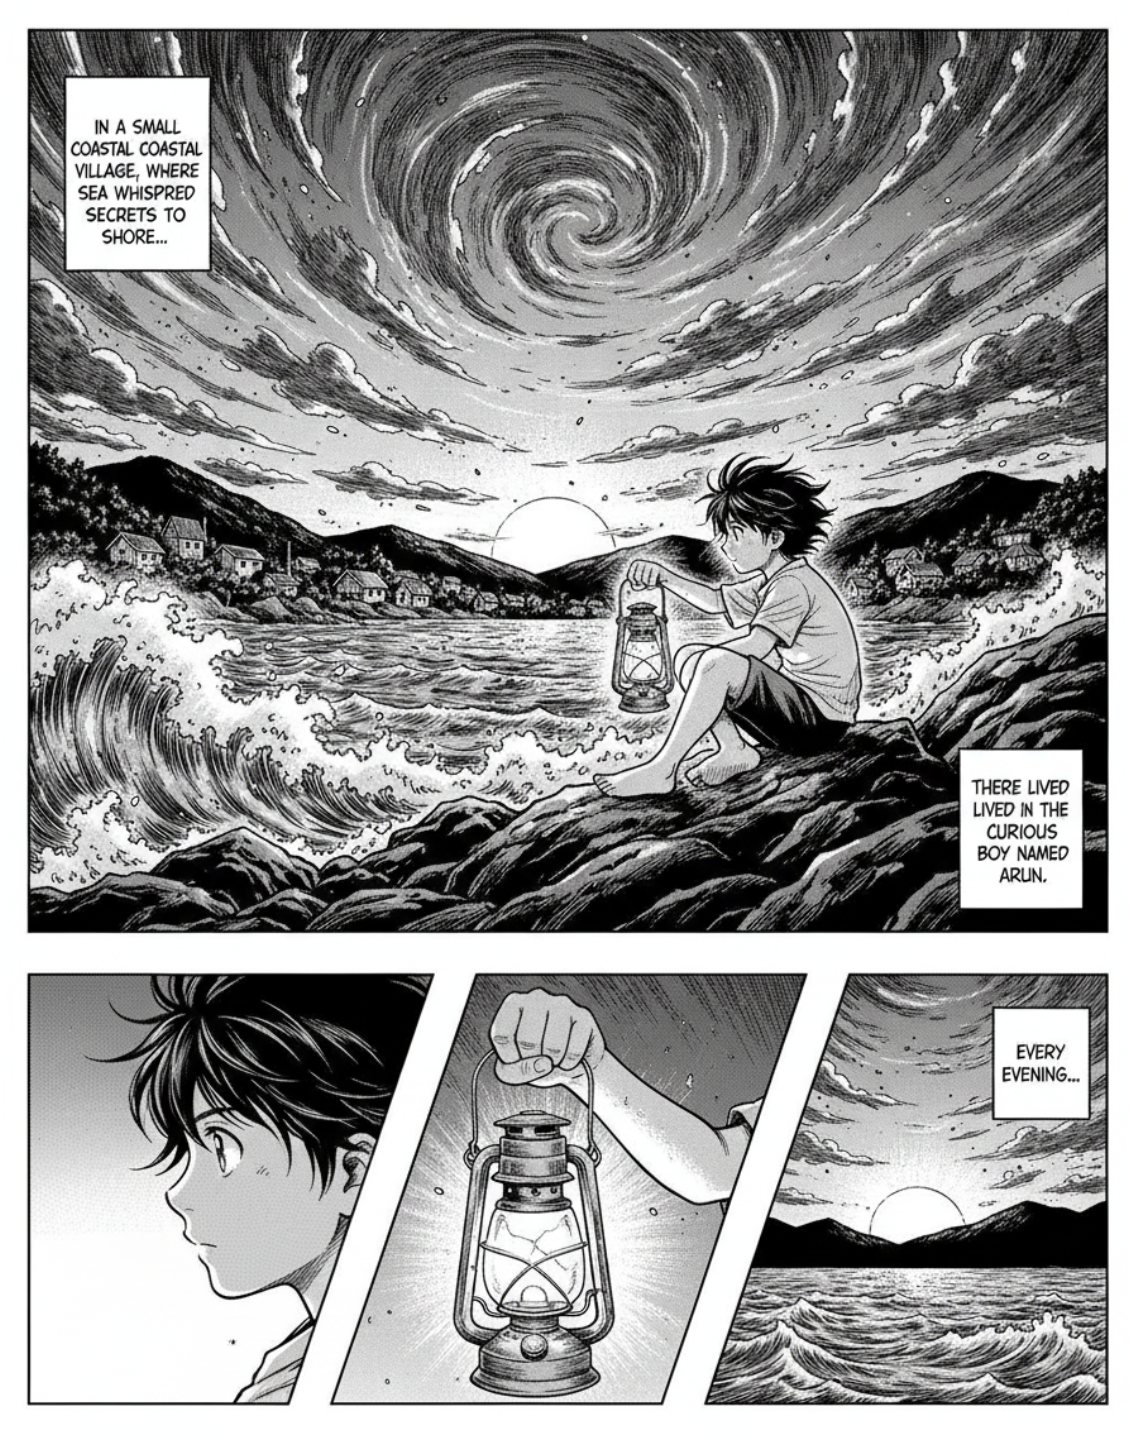 IN A SMALL
COASTAL COASTAL
VILLAGE, WHERE
SEA WHISPRED
SECRETS TO
SHORE...
THERE LIVED
LIVED IN THE
CURIOUS
BOY NAMED
ARUN.
EVERY
EVENING...